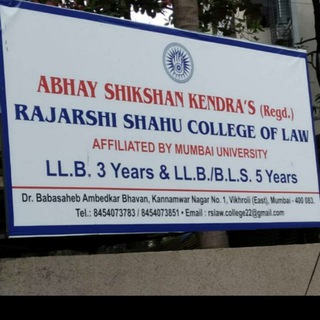 ABHAY SHIKSHAN KENDRA'S (Regd.)
RAJARSHI SHAHU COLLEGE OF LAW
AFFILIATED BY MUMBAI UNIVERSITY
LL.B. 3 Years & LL.B./B.L.S. 5 Years
Dr. Babasaheb Ambedkar Bhavan, Kannamwar Nagar No. 1, Vikhroli (East), Mumbai - 400 083.
Tel.: 8454073783 / 8454073851 • Email : rslaw.college22@gmail.com